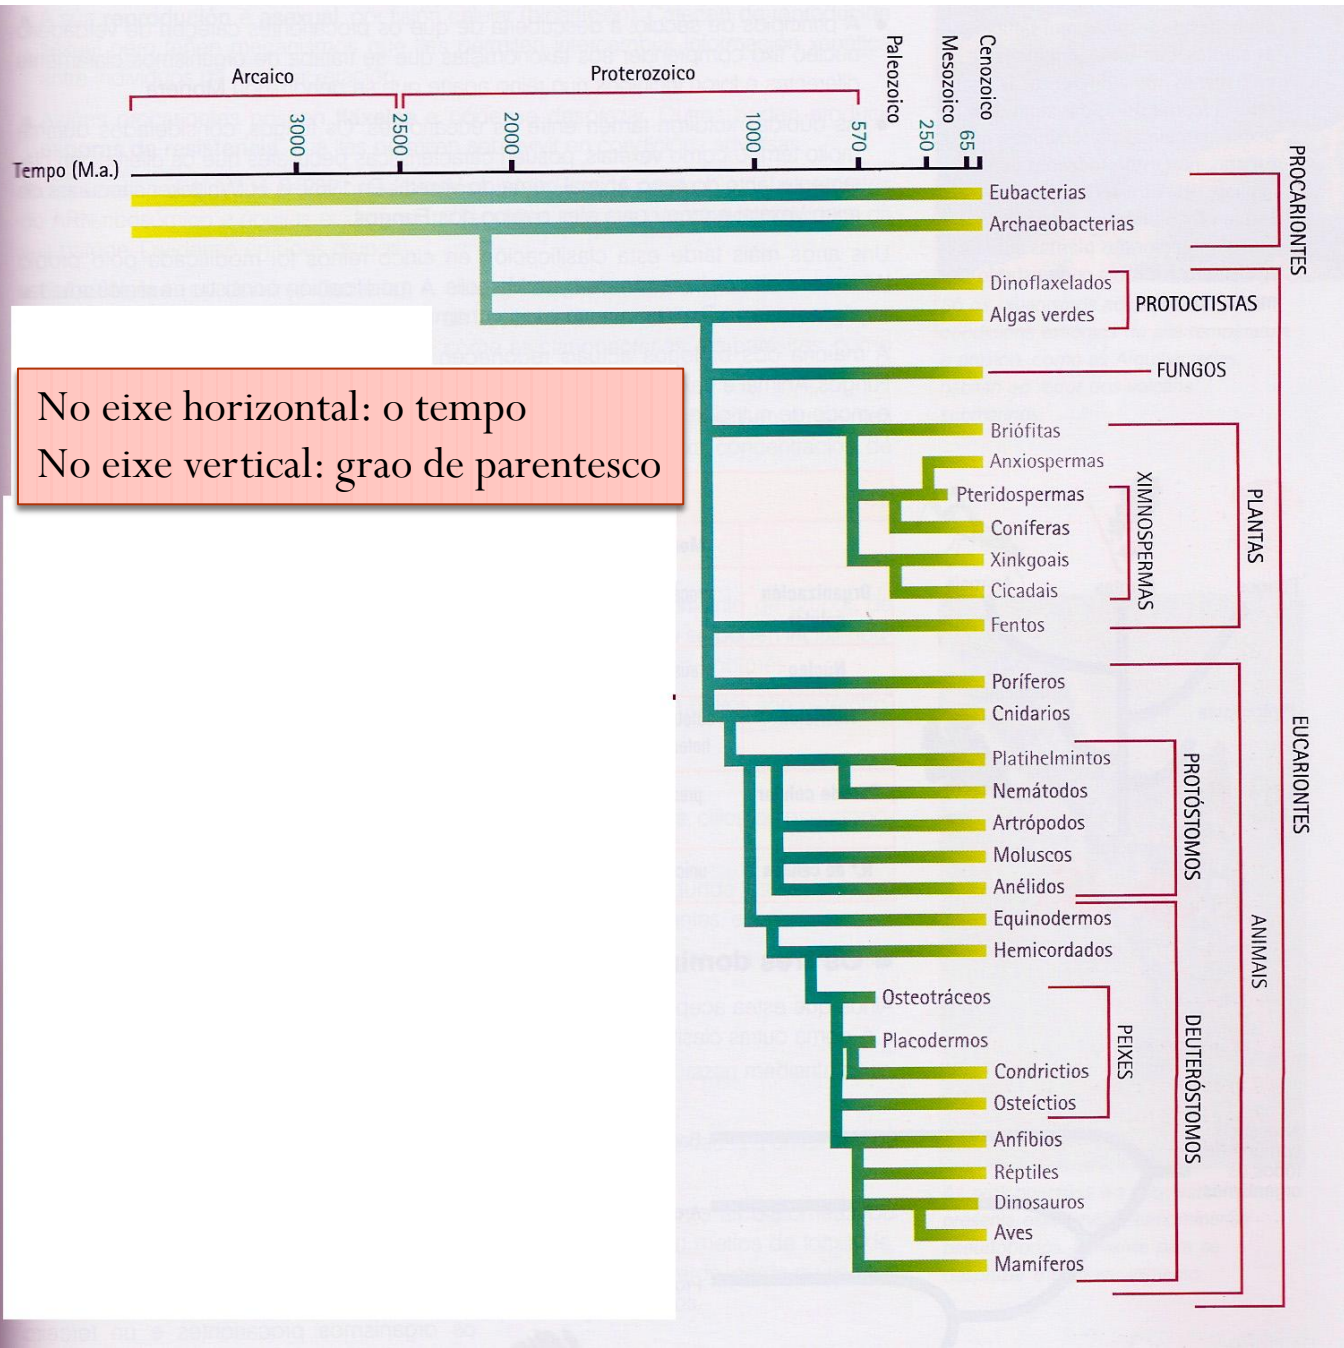 Arcaico
Proterozoico
Paleozoico
Mesozoico
Cenozoico
3000
2500
2000
1000
570
250
65
Tempo (M.a.)
Eubacterias
Archaeobacterias
PROCARIONTES
Dinoflaxelados
Algas verdes
PROTOCTISTAS
FUNGOS
No eixe horizontal: o tempo
No eixe vertical: grao de parentesco
Briófitas
Anxiospermas
Pteridospermas
Coníferas
Xinkgoais
Cicadais
XIMNOSPERMAS
Fentos
PLANTAS
Poríferos
Cnidarios
Platihelmintos
Nemátodos
Artrópodos
Moluscos
Anélidos
PROTÓSTOMOS
EUCARIONTES
Equinodermos
Hemicordados
Osteotráceos
Placodermos
Condrictios
Osteíctios
PEIXES
Anfibios
Réptiles
Dinosauros
Aves
Mamíferos
DEUTERÓSTOMOS
ANIMAIS